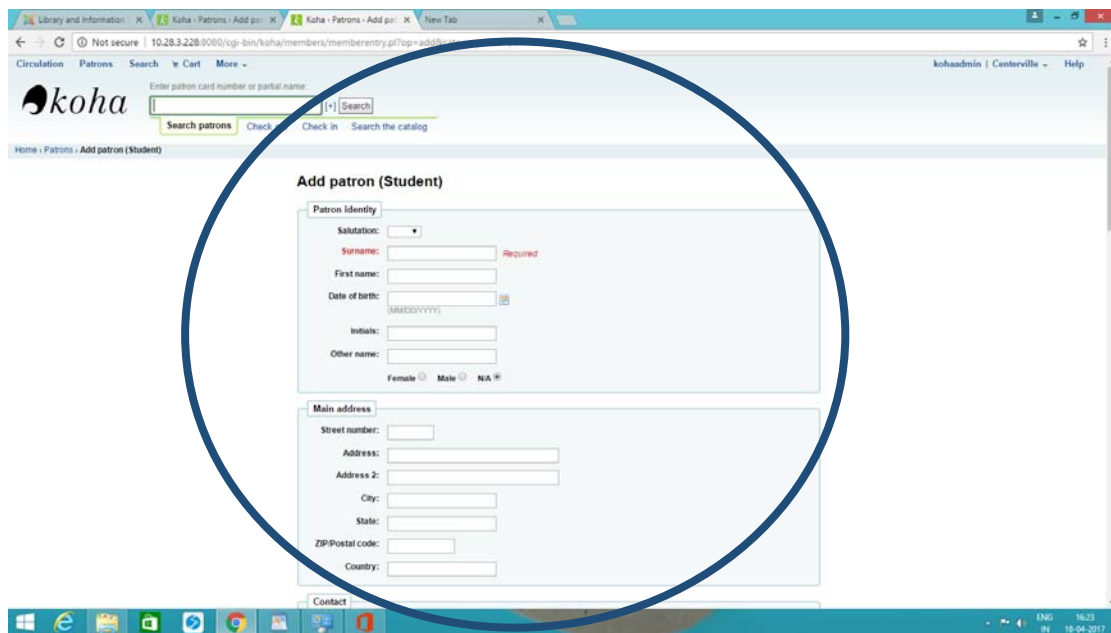 Library and Information
Koha › Patrons › Add pat
Koha › Patrons › Add pat
New Tab
Not secure | 10.28.3.228:8080/cgi-bin/koha/members/memberentry.pl?op=add&
Circulation Patrons Search Cart More
kohaadmin | Centerville Help
koha
Enter patron card number or partial name:
[+] Search
Search patrons Check Check in Search the catalog
Home › Patrons › Add patron (Student)
Add patron (Student)
Patron identity
Salutation:
Surname: Required
First name:
Date of birth:
(MM/DD/YYYY)
Initials:
Other name:
Female Male N/A
Main address
Street number:
Address:
Address 2:
City:
State:
ZIP/Postal code:
Country:
Contact
ENG 16:23
IN 18-04-2017